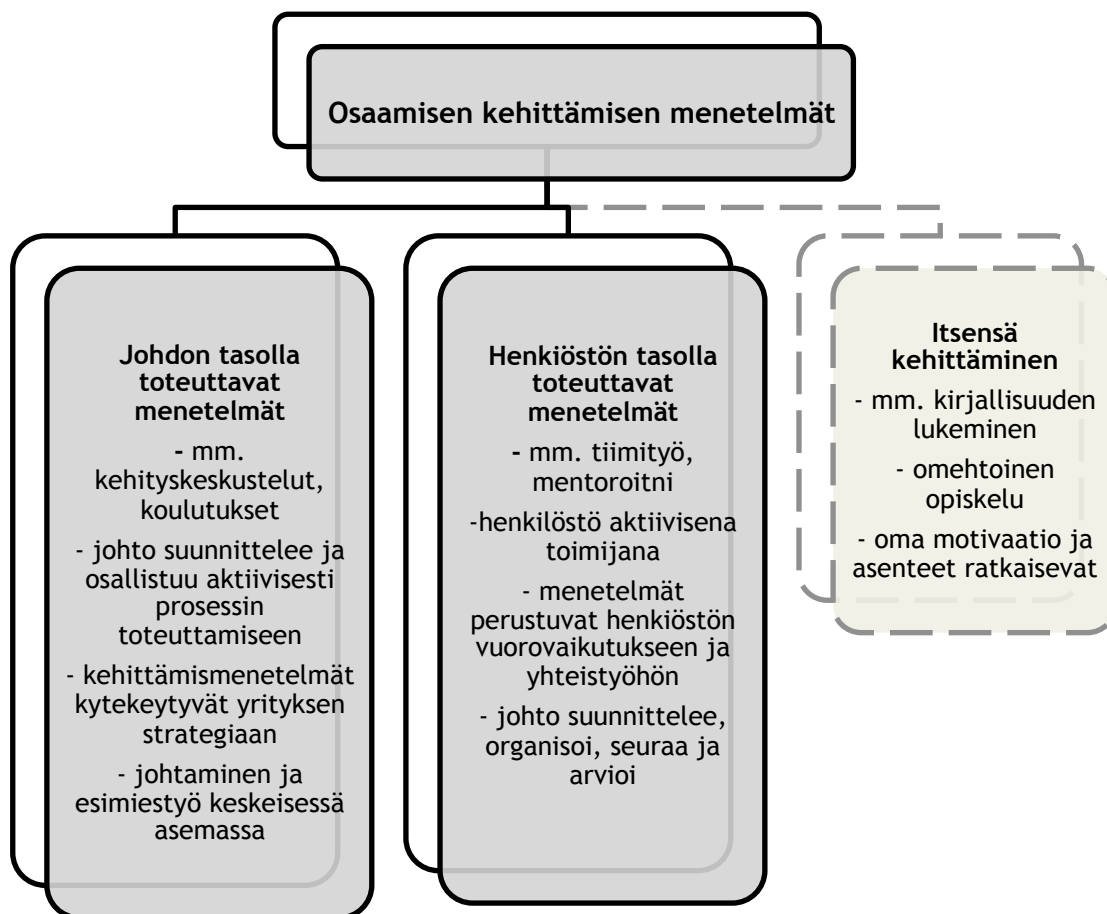 Osaamisen kehittämisen menetelmät
Johdon tasolla
toteuttavat
menetelmät
- mm.
kehityskeskustelut,
koulutukset
- johto suunnittelee ja
osallistuu aktiivisesti
prosessin
toteuttamiseen
- kehittämismenetelmät
kytekeytyvät yrityksen
strategiaan
- johtaminen ja
esimiestyö keskeisessä
asemassa
Henkiöstön tasolla
toteuttavat
menetelmät
- mm. tiimityö,
mentoroitni
-henkilöstö aktiivisena
toimijana
- menetelmät
perustuvat henkiöstön
vuorovaikutukseen ja
yhteistyöhön
- johto suunnittelee,
organisoi, seuraa ja
arvioi
Itsensä
kehittäminen
- mm. kirjallisuuden
lukeminen
- omehtoinen
opiskelu
- oma motivaatio ja
asenteet ratkaisevat